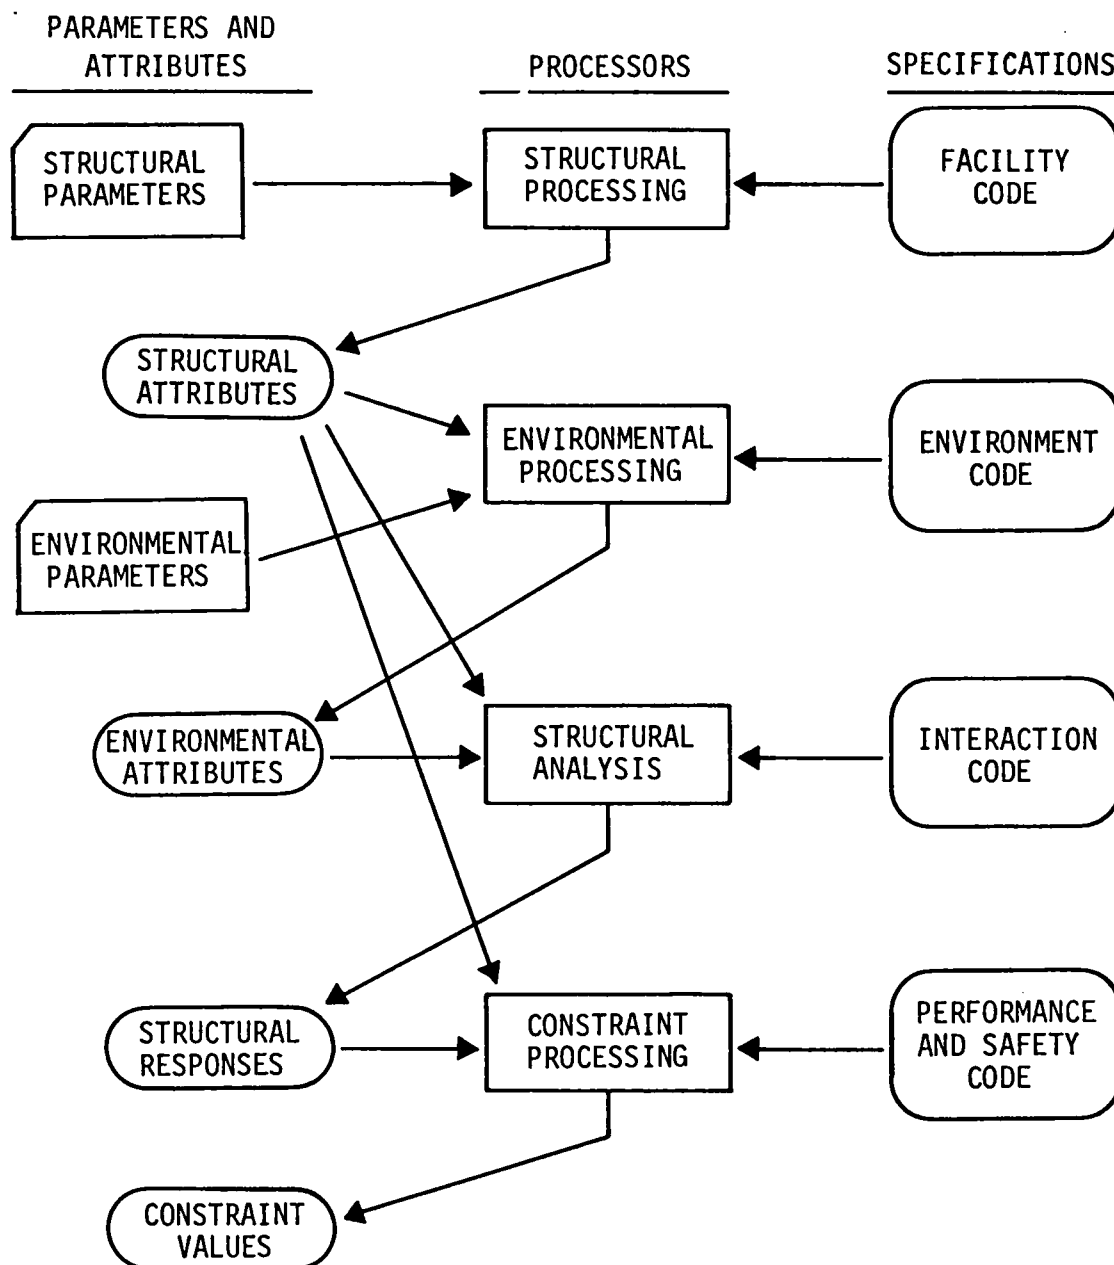 PARAMETERS AND
ATTRIBUTES
PROCESSORS
SPECIFICATIONS
STRUCTURAL
PARAMETERS
STRUCTURAL
PROCESSING
FACILITY
CODE
STRUCTURAL
ATTRIBUTES
ENVIRONMENTAL
PROCESSING
ENVIRONMENT
CODE
ENVIRONMENTAL
PARAMETERS
ENVIRONMENTAL
ATTRIBUTES
STRUCTURAL
ANALYSIS
INTERACTION
CODE
STRUCTURAL
RESPONSES
CONSTRAINT
PROCESSING
PERFORMANCE
AND SAFETY
CODE
CONSTRAINT
VALUES